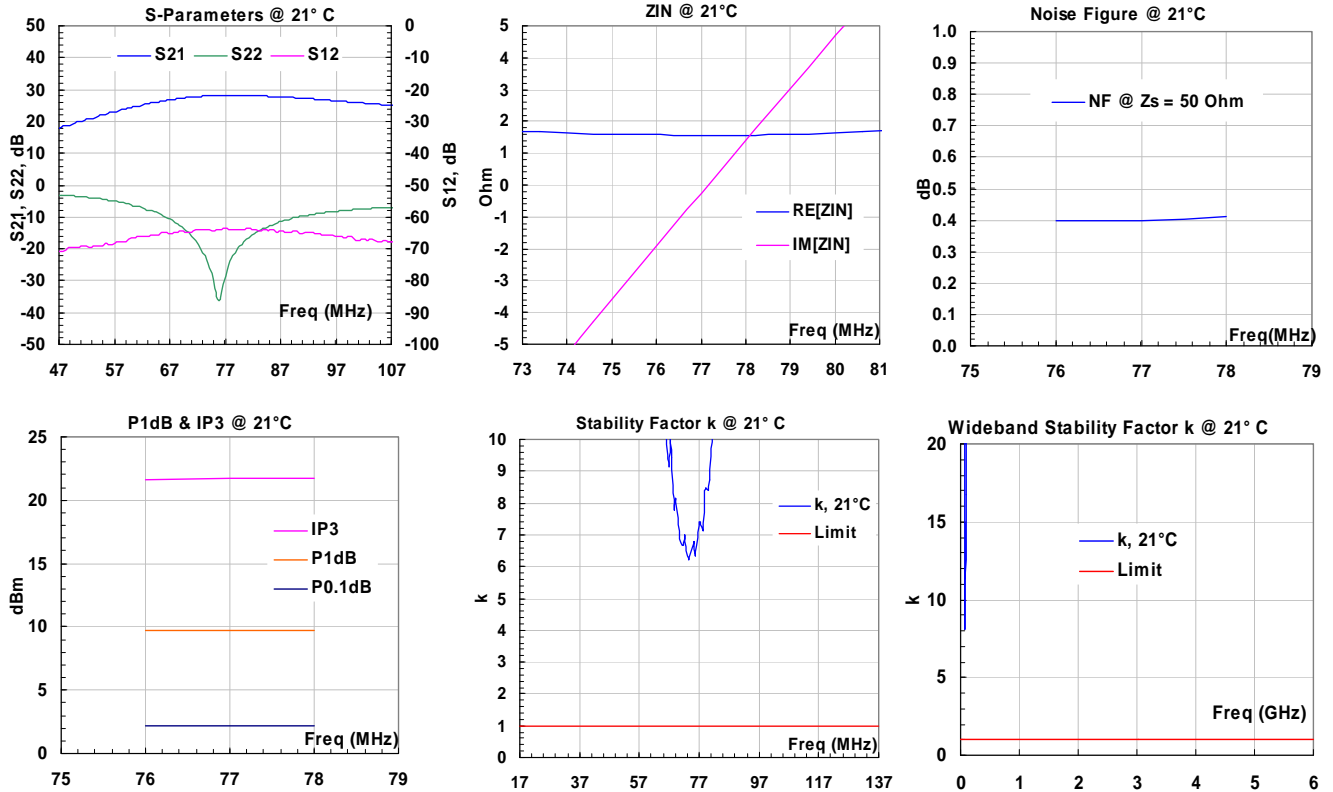 S-Parameters @ 21° C
S21 S22 S12
50
40
30
20
10
0
-10
-20
-30
-40
-50
0
-10
-20
-30
-40
-50
-60
-70
-80
-90
-100
S21, S22, dB
S12, dB
Freq (MHz)
47 57 67 77 87 97 107
ZIN @ 21°C
5
4
3
2
1
0
-1
-2
-3
-4
-5
Ohm
RE[ZIN]
IM[ZIN]
Freq (MHz)
73 74 75 76 77 78 79 80 81
Noise Figure @ 21°C
1.0
0.9
0.8
0.7
0.6
0.5
0.4
0.3
0.2
0.1
0.0
dB
NF @ Zs = 50 Ohm
Freq(MHz)
75 76 77 78 79
P1dB & IP3 @ 21°C
25
20
15
10
5
0
dBm
IP3
P1dB
P0.1dB
Freq (MHz)
75 76 77 78 79
Stability Factor k @ 21° C
10
9
8
7
6
5
4
3
2
1
0
k
k, 21°C
Limit
Freq (MHz)
17 37 57 77 97 117 137
Wideband Stability Factor k @ 21° C
20
15
10
5
0
k
k, 21°C
Limit
Freq (GHz)
0 1 2 3 4 5 6